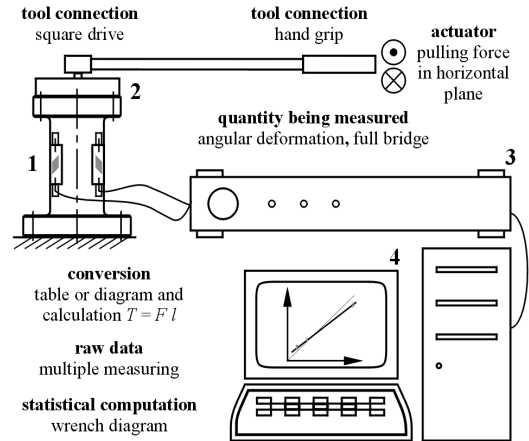 tool connection
square drive
tool connection
hand grip
actuator
pulling force
in horizontal
plane
2
quantity being measured
angular deformation, full bridge
1
3
4
conversion
table or diagram and
calculation T = F l
raw data
multiple measuring
statistical computation
wrench diagram